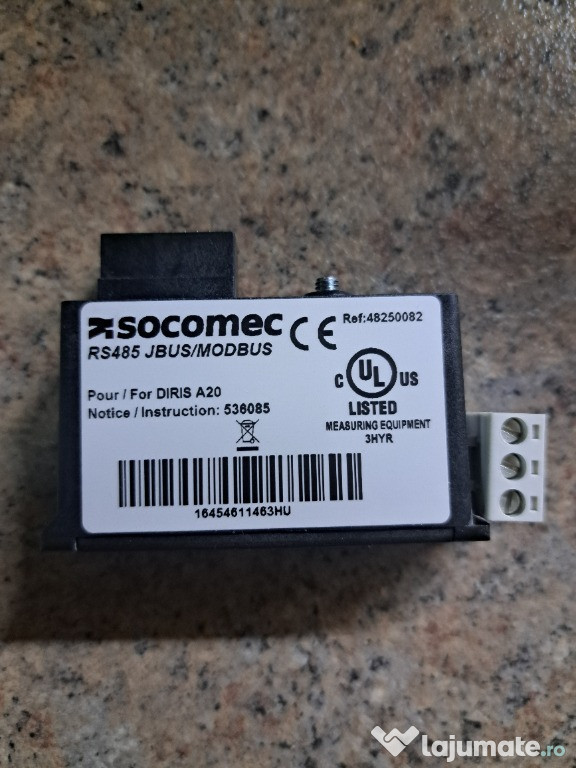 socomec
CE
Ref:48250082
RS485 JBUS/MODBUS
Pour / For DIRIS A20
Notice / Instruction: 536085
C UL US
LISTED
MEASURING EQUIPMENT
3HYR
16454611463HU
lajumate.ro